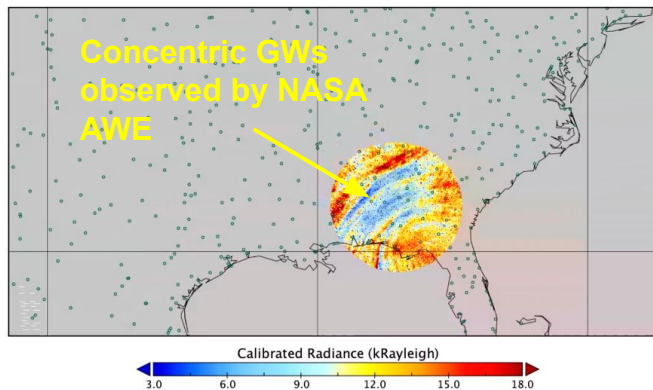 Concentric GWs
observed by NASA
AWE
Calibrated Radiance (kRayleigh)
3.0 6.0 9.0 12.0 15.0 18.0